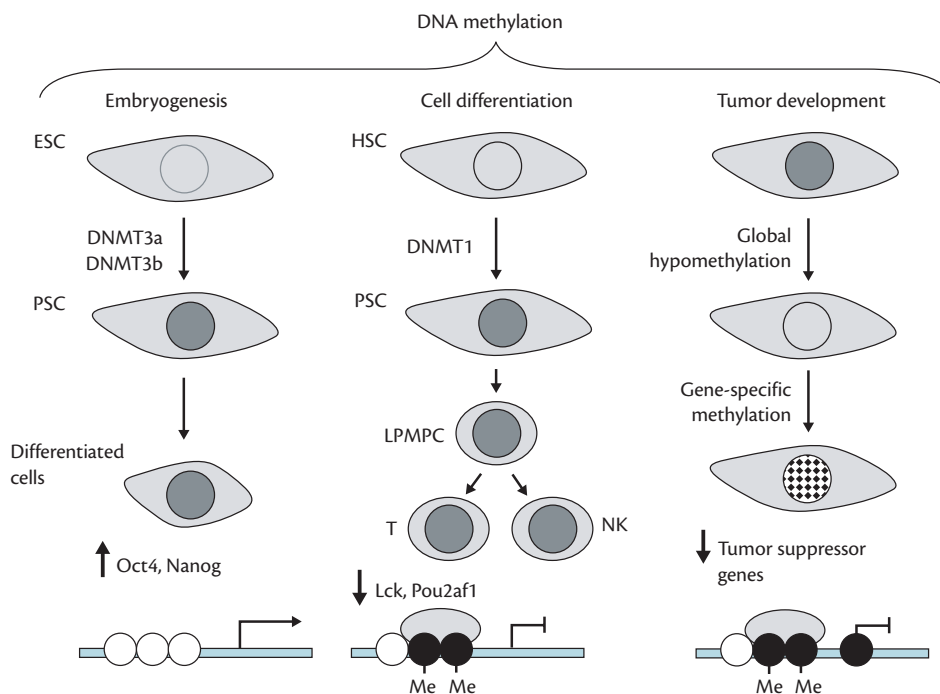 DNA methylation
Embryogenesis
ESC
DNMT3a
DNMT3b
PSC
Differentiated
cells
Oct4, Nanog
Cell differentiation
HSC
DNMT1
PSC
LPMPC
T
NK
Lck, Pou2af1
Me Me
Tumor development
Global
hypomethylation
Gene-specific
methylation
Tumor suppressor
genes
Me Me